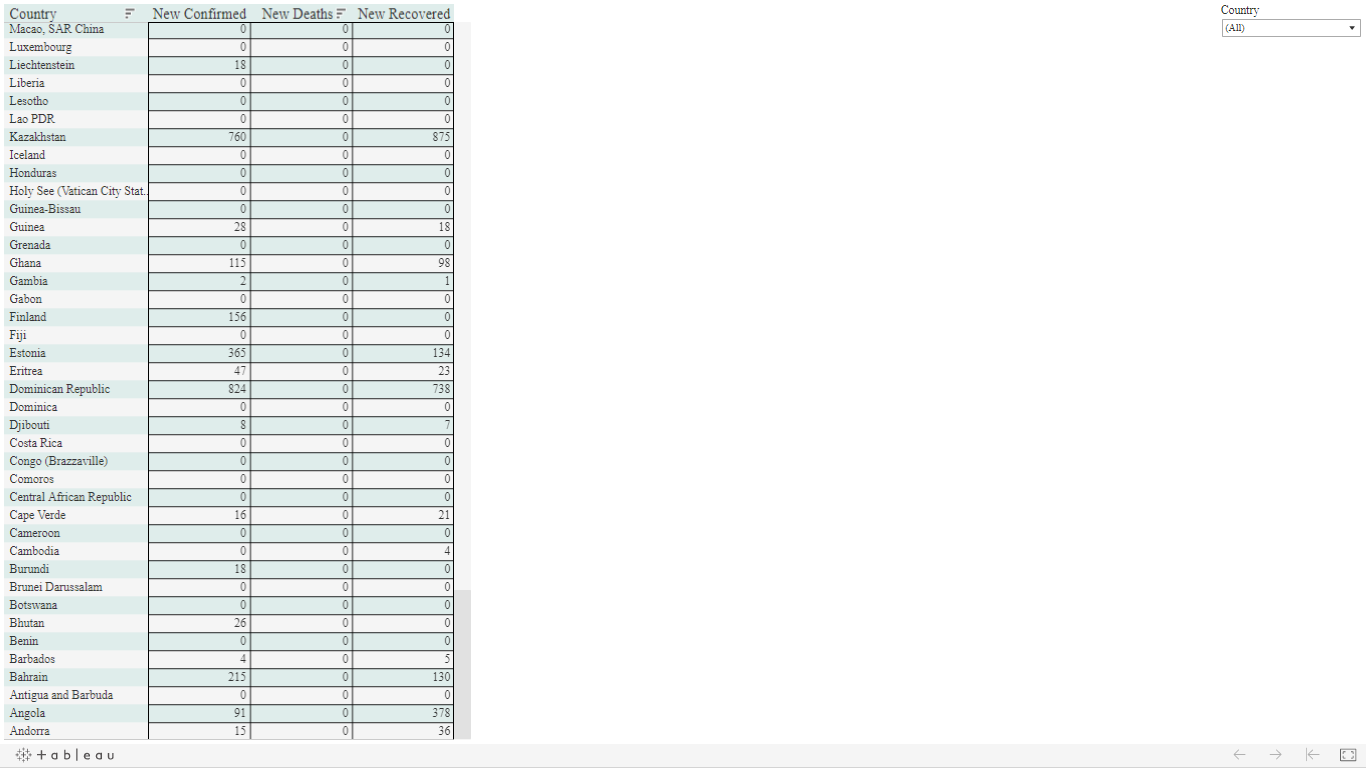 Country New Confirmed New Deaths New Recovered
Macao, SAR China 0 0 0
Luxembourg 0 0 0
Liechtenstein 18 0 0
Liberia 0 0 0
Lesotho 0 0 0
Lao PDR 0 0 0
Kazakhstan 760 0 875
Iceland 0 0 0
Honduras 0 0 0
Holy See (Vatican City Stat.. 0 0 0
Guinea-Bissau 0 0 0
Guinea 28 0 18
Grenada 0 0 0
Ghana 115 0 98
Gambia 2 0 1
Gabon 0 0 0
Finland 156 0 0
Fiji 0 0 0
Estonia 365 0 134
Eritrea 47 0 23
Dominican Republic 824 0 738
Dominica 0 0 0
Djibouti 8 0 7
Costa Rica 0 0 0
Congo (Brazzaville) 0 0 0
Comoros 0 0 0
Central African Republic 0 0 0
Cape Verde 16 0 21
Cameroon 0 0 0
Cambodia 0 0 4
Burundi 18 0 0
Brunei Darussalam 0 0 0
Botswana 0 0 0
Bhutan 26 0 0
Benin 0 0 0
Barbados 4 0 5
Bahrain 215 0 130
Antigua and Barbuda 0 0 0
Angola 91 0 378
Andorra 15 0 36
Country
(All)
+ a b | e a u